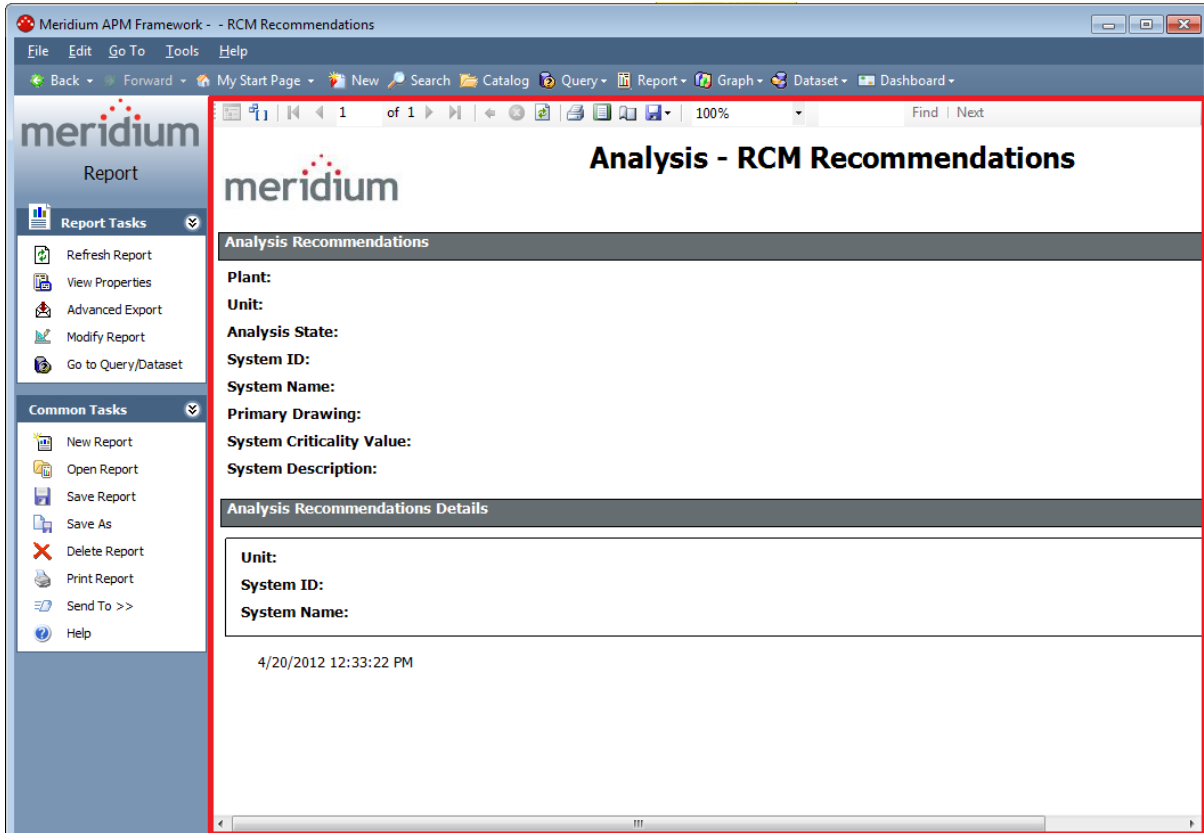 Meridium APM Framework -  - RCM Recommendations
File Edit Go To Tools Help
Back Forward My Start Page New Search Catalog Query Report Graph Dataset Dashboard
meridium
Report
Report Tasks
Refresh Report
View Properties
Advanced Export
Modify Report
Go to Query/Dataset
Common Tasks
New Report
Open Report
Save Report
Save As
Delete Report
Print Report
Send To >>
Help
1 of 1 100% Find | Next
meridium
Analysis - RCM Recommendations
Analysis Recommendations
Plant:
Unit:
Analysis State:
System ID:
System Name:
Primary Drawing:
System Criticality Value:
System Description:
Analysis Recommendations Details
Unit:
System ID:
System Name:
4/20/2012 12:33:22 PM